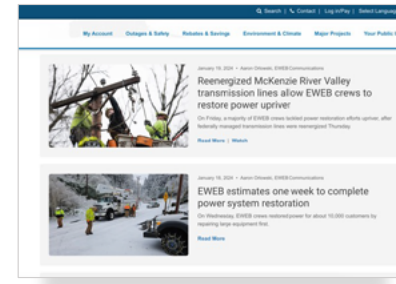 Search | Contact | Log in/Pay | Select Language
My Account Outages & Safety Rebates & Savings Environment & Climate Major Projects Your Public
January 19, 2024 • Aaron Orlowski, EWEB Communications
Reenergized McKenzie River Valley
transmission lines allow EWEB crews to
restore power upriver
On Friday, a majority of EWEB crews tackled power restoration efforts upriver, after
federally managed transmission lines were reenergized Thursday.
Read More | Watch
January 18, 2024 • Aaron Orlowski, EWEB Communications
EWEB estimates one week to complete
power system restoration
On Wednesday, EWEB crews restored power for about 10,000 customers by
repairing large equipment first.
Read More